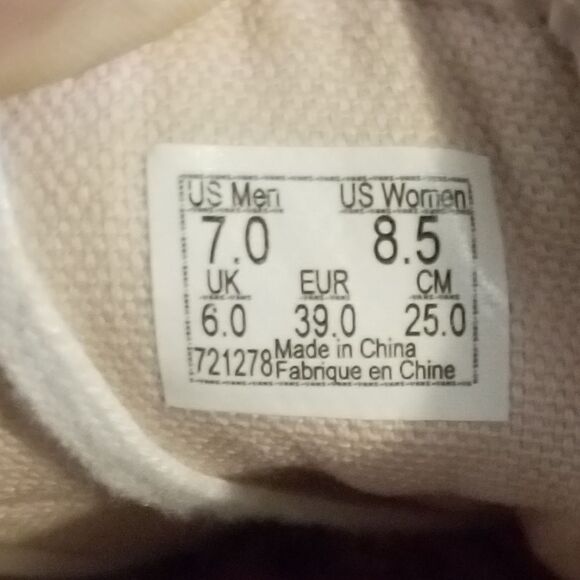 US Men US Women
7.0 8.5
UK EUR CM
6.0 39.0 25.0
721278 Made in China
Fabrique en Chine